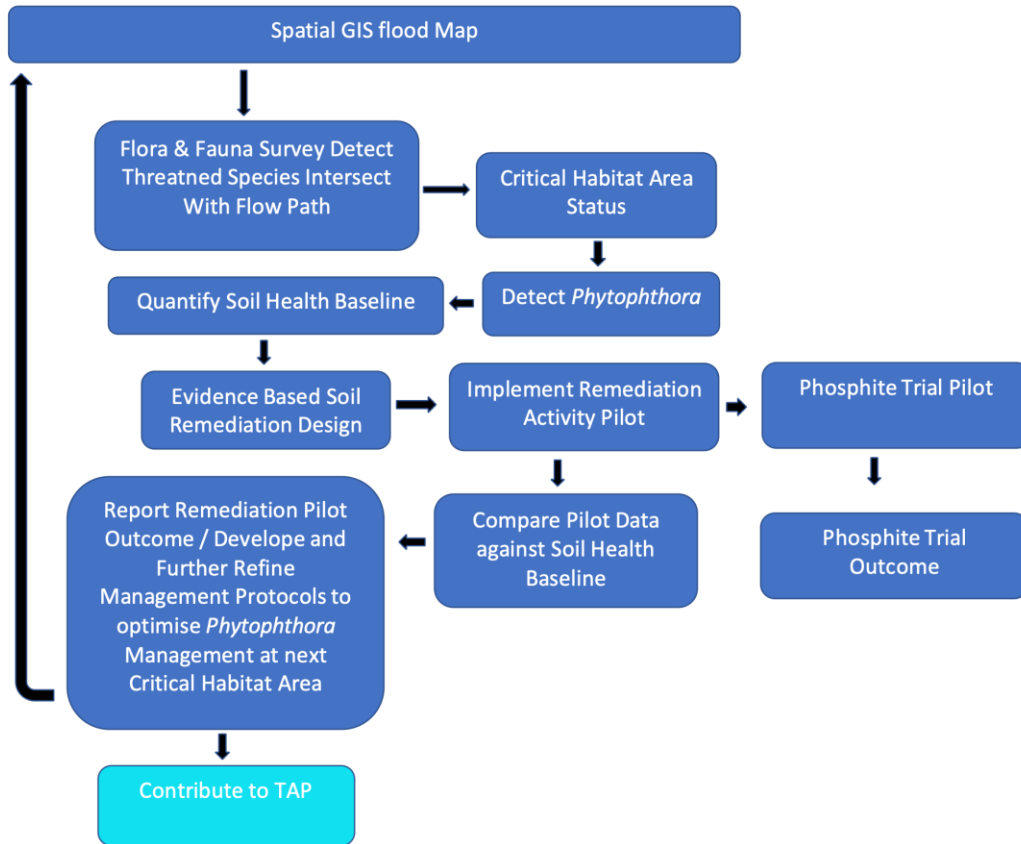 Spatial GIS flood Map
Flora & Fauna Survey Detect
Threatned Species Intersect
With Flow Path
Critical Habitat Area
Status
Detect Phytophthora
Quantify Soil Health Baseline
Evidence Based Soil
Remediation Design
Implement Remediation
Activity Pilot
Phosphite Trial Pilot
Phosphite Trial
Outcome
Compare Pilot Data
against Soil Health
Baseline
Report Remediation Pilot
Outcome / Develope and
Further Refine
Management Protocols to
optimise Phytophthora
Management at next
Critical Habitat Area
Contribute to TAP